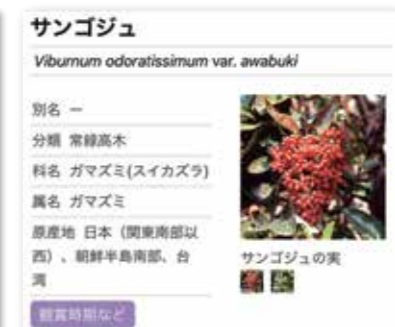 サンゴジュ
Viburnum odoratissimum var. awabuki
別名 ー
分類 常緑高木
科名 ガマズミ(スイカズラ)
属名 ガマズミ
原産地 日本（関東南部以
西）、朝鮮半島南部、台
湾
観賞時期など
サンゴジュの実